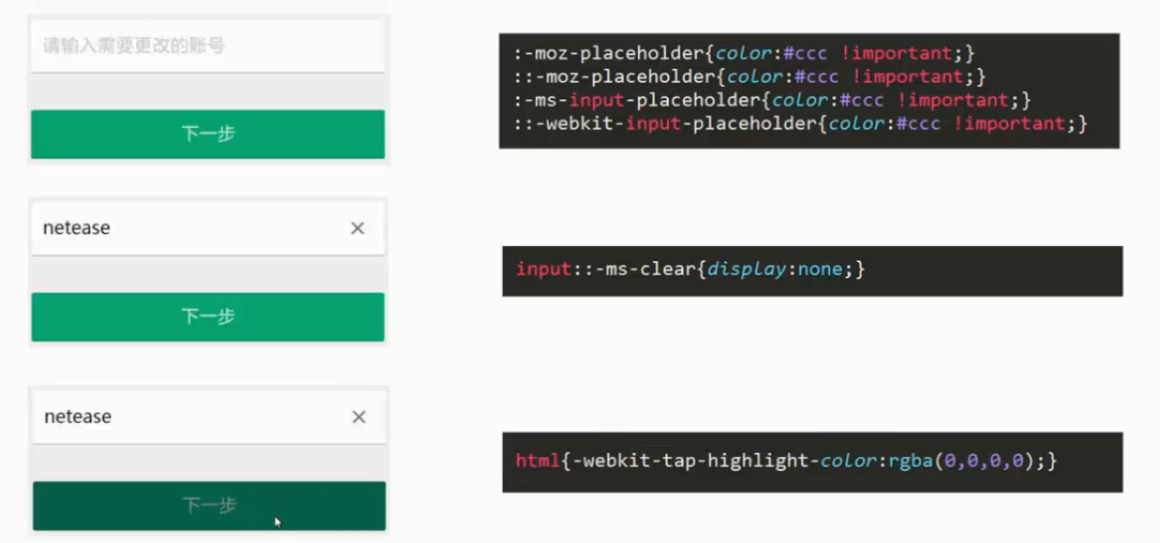 请输入需要更改的账号
下一步
:-moz-placeholder{color:#ccc !important;}
::-moz-placeholder{color:#ccc !important;}
:-ms-input-placeholder{color:#ccc !important;}
::-webkit-input-placeholder{color:#ccc !important;}
netease ×
下一步
input::-ms-clear{display:none;}
netease ×
下一步
html{-webkit-tap-highlight-color:rgba(0,0,0,0);}